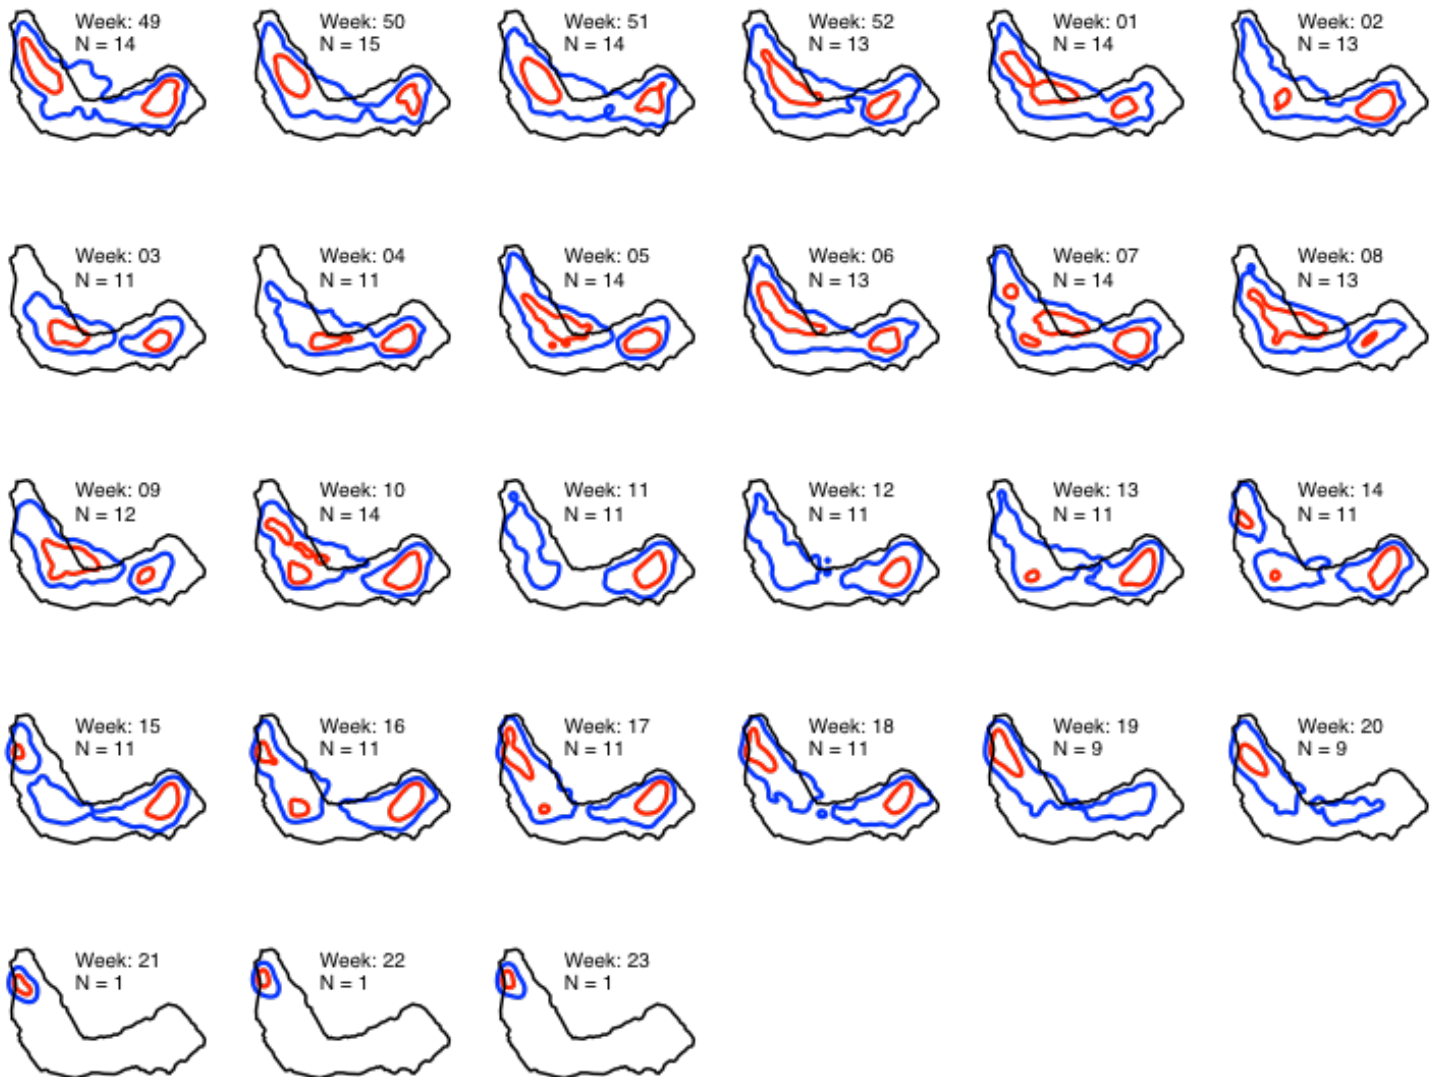 Week: 49
N = 14
Week: 50
N = 15
Week: 51
N = 14
Week: 52
N = 13
Week: 01
N = 14
Week: 02
N = 13
Week: 03
N = 11
Week: 04
N = 11
Week: 05
N = 14
Week: 06
N = 13
Week: 07
N = 14
Week: 08
N = 13
Week: 09
N = 12
Week: 10
N = 14
Week: 11
N = 11
Week: 12
N = 11
Week: 13
N = 11
Week: 14
N = 11
Week: 15
N = 11
Week: 16
N = 11
Week: 17
N = 11
Week: 18
N = 11
Week: 19
N = 9
Week: 20
N = 9
Week: 21
N = 1
Week: 22
N = 1
Week: 23
N = 1